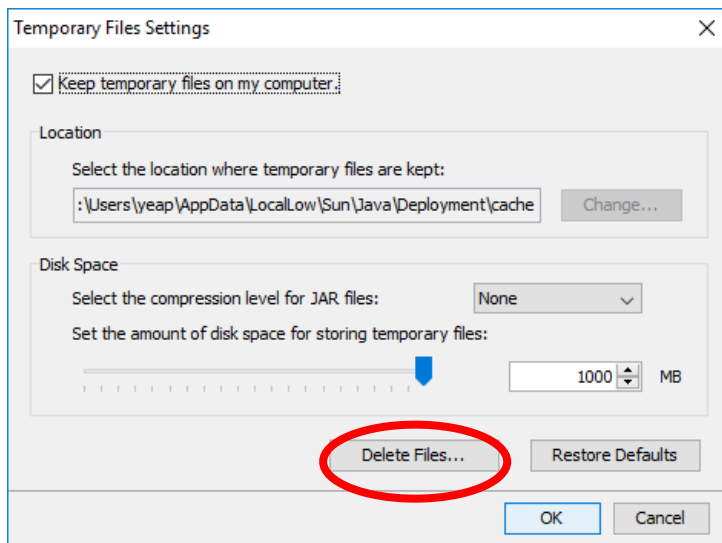 Temporary Files Settings
Keep temporary files on my computer.
Location
Select the location where temporary files are kept:
:\Users\yeap\AppData\LocalLow\Sun\Java\Deployment\cache
Change...
Disk Space
Select the compression level for JAR files:
None
Set the amount of disk space for storing temporary files:
1000
MB
Delete Files...
Restore Defaults
OK
Cancel